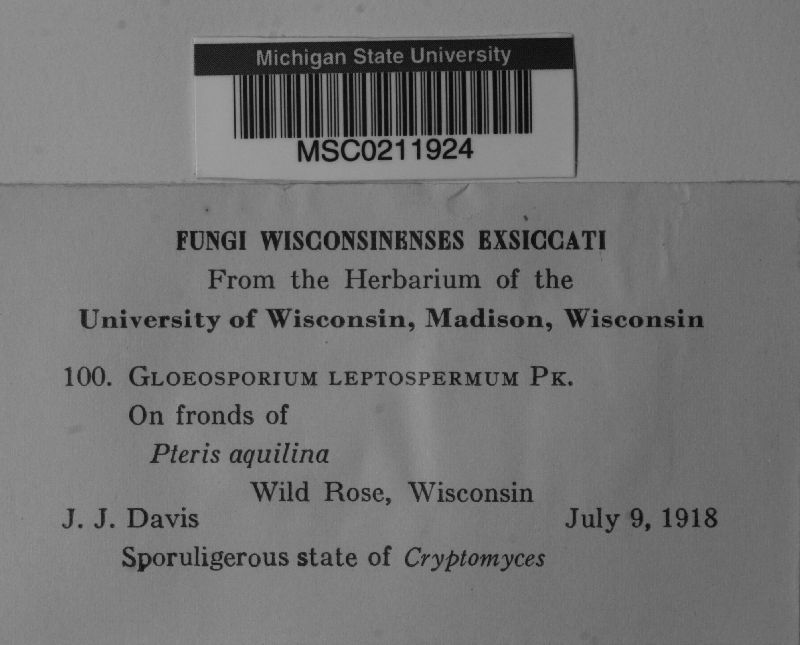 Michigan State University
MSC0211924
FUNGI WISCONSINENSES EXSICCATI
From the Herbarium of the
University of Wisconsin, Madison, Wisconsin
100. GLOEOSPORIUM LEPTOSPERMUM PK.
On fronds of
Pteris aquilina
Wild Rose, Wisconsin
J. J. Davis July 9, 1918
Sporuligerous state of Cryptomyces